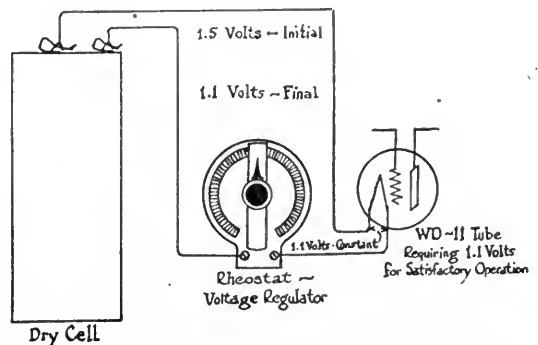 1.5 Volts – Initial
1.1 Volts ~ Final
1.1 Volts - Constant
WD~11 Tube
Requiring 1.1 Volts
for Satisfactory Operation
Rheostat ~
Voltage Regulator
Dry Cell